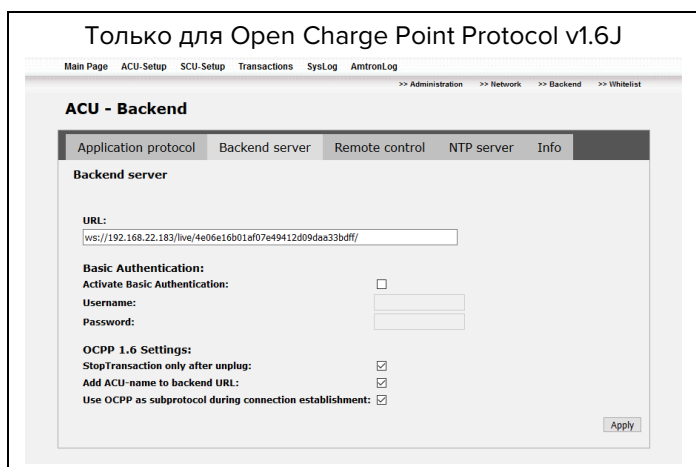 Только для Open Charge Point Protocol v1.6J
Main Page ACU-Setup SCU-Setup Transactions SysLog AmtronLog
>> Administration >> Network >> Backend >> Whitelist
ACU - Backend
Application protocol Backend server Remote control NTP server Info
Backend server
URL:
ws://192.168.22.183/live/4e06e16b01af07e49412d09daa33bdff/
Basic Authentication:
Activate Basic Authentication:
Username:
Password:
OCPP 1.6 Settings:
StopTransaction only after unplug:
Add ACU-name to backend URL:
Use OCPP as subprotocol during connection establishment:
Apply